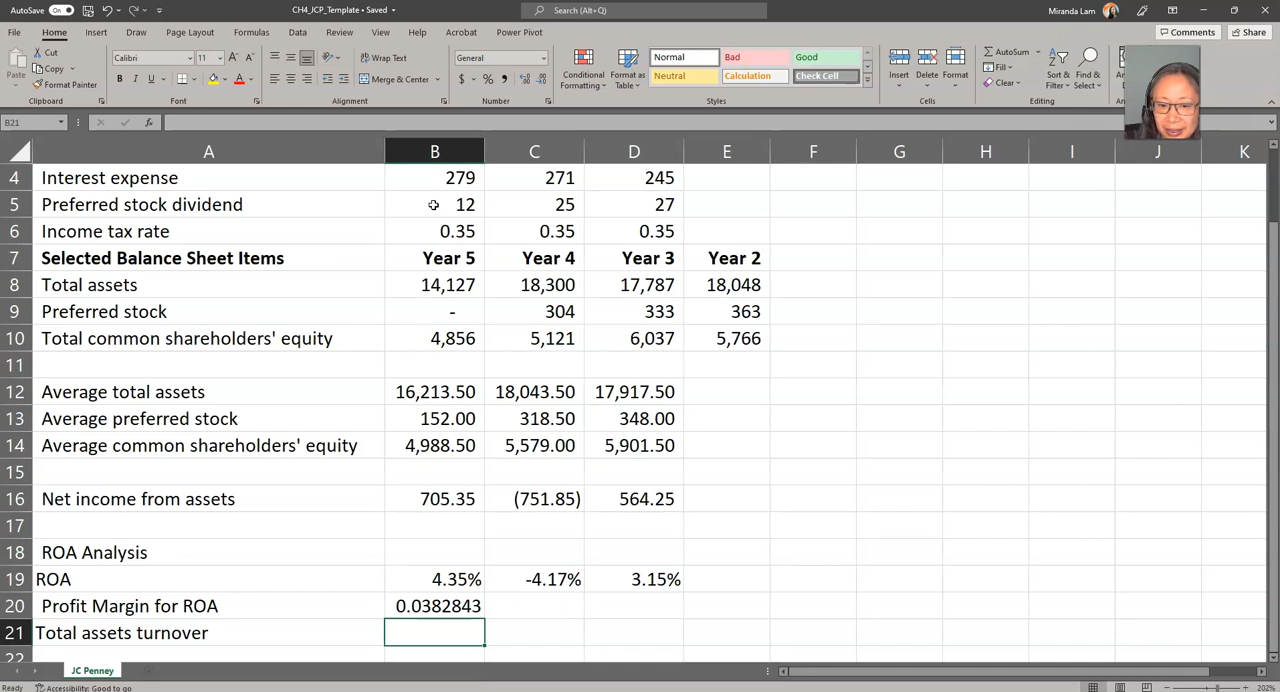 AutoSave On CH4_JCP_Template • Saved Search (Alt+Q) Miranda Lam
File Home Insert Draw Page Layout Formulas Data Review View Help Acrobat Power Pivot Comments Share
Paste Cut Copy Format Painter
Calibri 11 A A B I U A
Wrap Text Merge & Center
General $ % ,
Conditional Formatting Format as Table
Normal Bad Good
Neutral Calculation Check Cell
Insert Delete Format
AutoSum Fill Clear
Sort & Filter Find & Select
Clipboard Font Alignment Number Styles Cells Editing
B21 fx
A B C D E F G H I J K
4 Interest expense 279 271 245
5 Preferred stock dividend 12 25 27
6 Income tax rate 0.35 0.35 0.35
7 Selected Balance Sheet Items Year 5 Year 4 Year 3 Year 2
8 Total assets 14,127 18,300 17,787 18,048
9 Preferred stock - 304 333 363
10 Total common shareholders' equity 4,856 5,121 6,037 5,766
11
12 Average total assets 16,213.50 18,043.50 17,917.50
13 Average preferred stock 152.00 318.50 348.00
14 Average common shareholders' equity 4,988.50 5,579.00 5,901.50
15
16 Net income from assets 705.35 (751.85) 564.25
17
18 ROA Analysis
19 ROA 4.35% -4.17% 3.15%
20 Profit Margin for ROA 0.0382843
21 Total assets turnover
22
JC Penney
Ready Accessibility: Good to go 202%